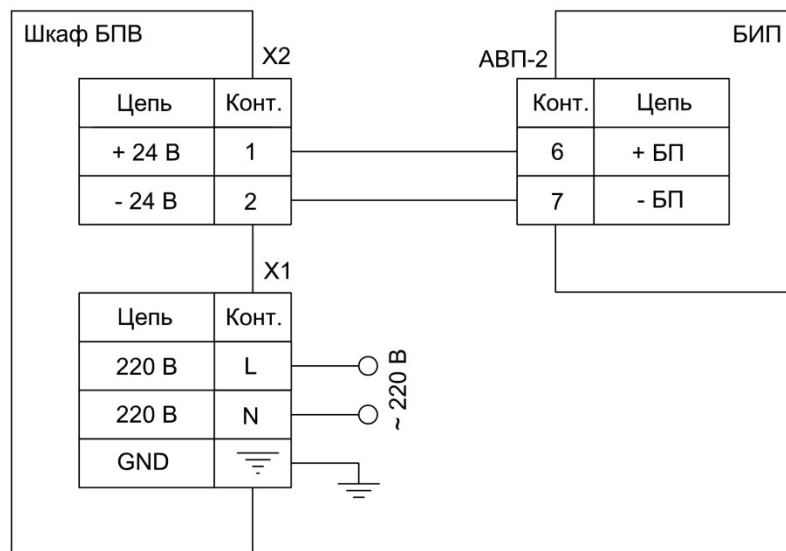 Шкаф БПВ
X2
Цепь Конт.
+ 24 В 1
- 24 В 2
X1
Цепь Конт.
220 В L
220 В N
GND
~ 220 В
АВП-2
БИП
Конт. Цепь
6 + БП
7 - БП